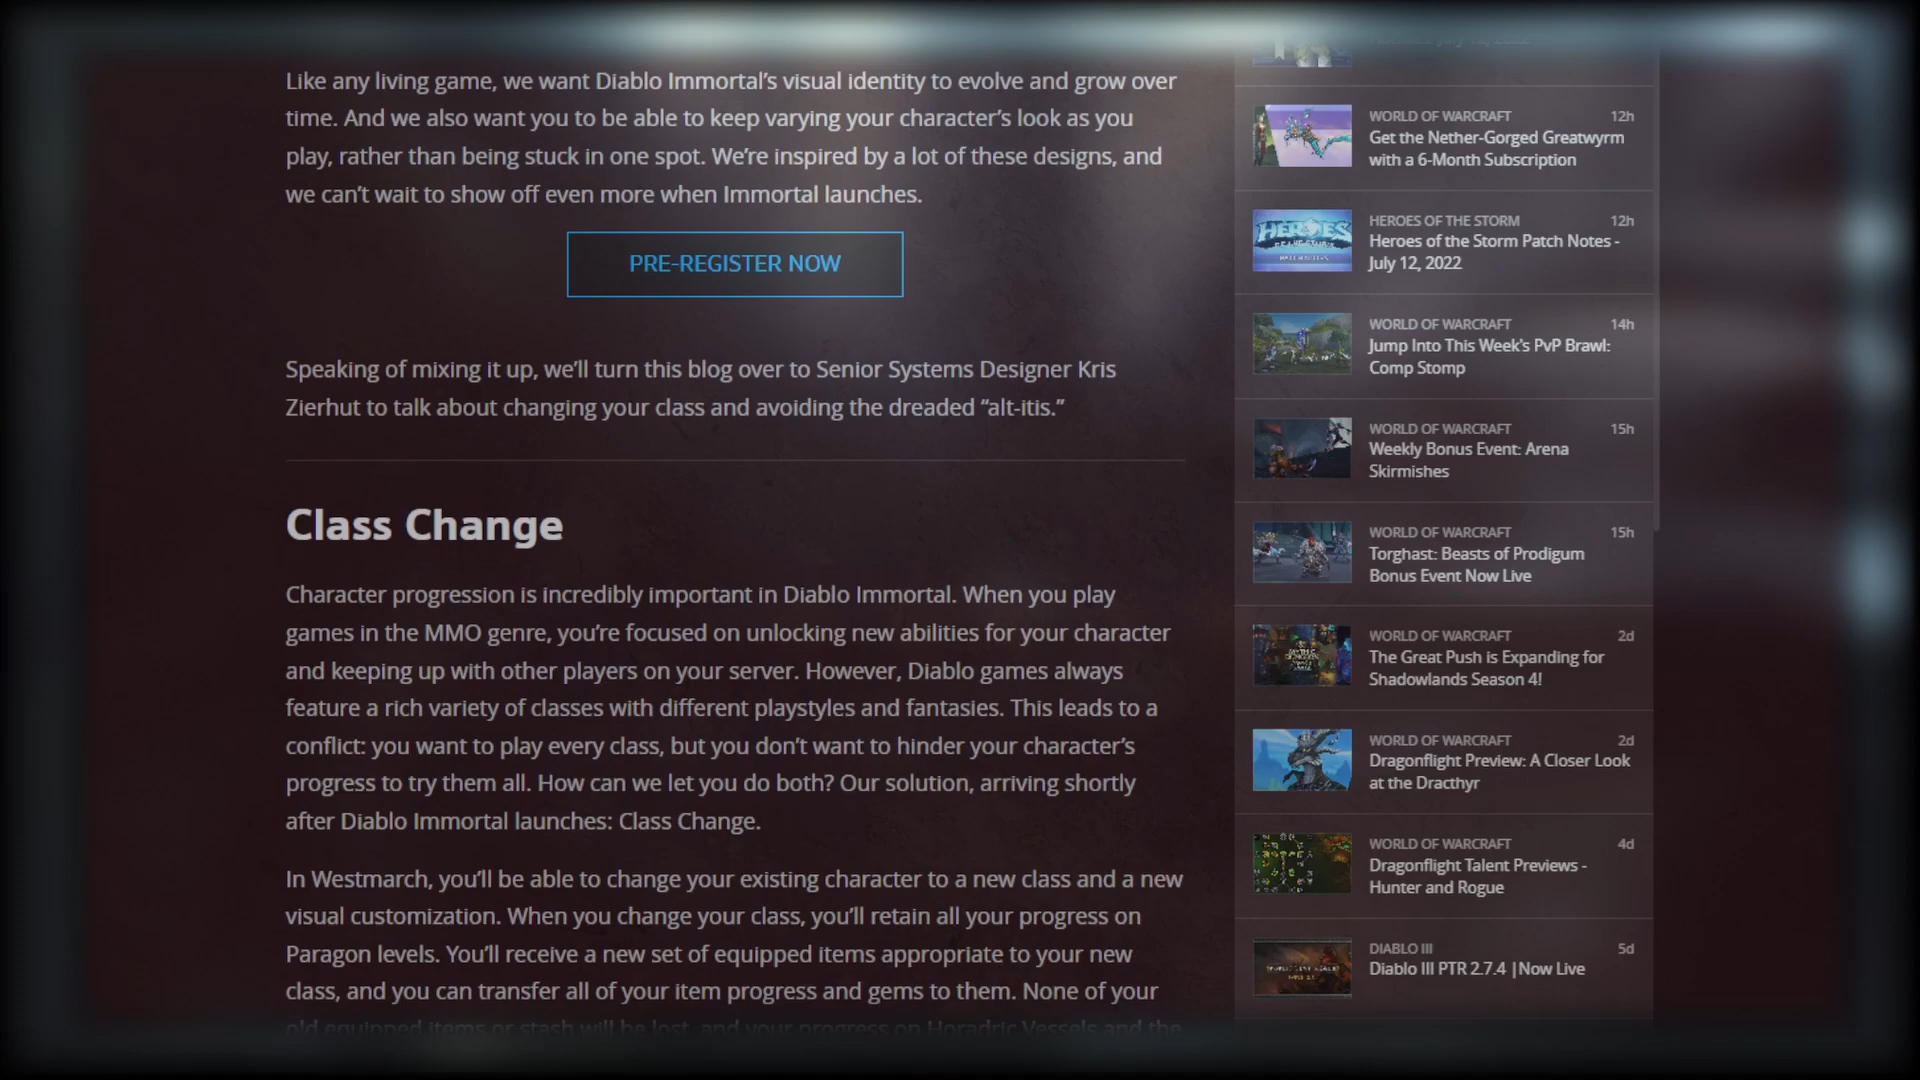 Like any living game, we want Diablo Immortal’s visual identity to evolve and grow over
time. And we also want you to be able to keep varying your character’s look as you
play, rather than being stuck in one spot. We’re inspired by a lot of these designs, and
we can’t wait to show off even more when Immortal launches.
PRE-REGISTER NOW
Speaking of mixing it up, we’ll turn this blog over to Senior Systems Designer Kris
Zierhut to talk about changing your class and avoiding the dreaded “alt-itis.”
Class Change
Character progression is incredibly important in Diablo Immortal. When you play
games in the MMO genre, you’re focused on unlocking new abilities for your character
and keeping up with other players on your server. However, Diablo games always
feature a rich variety of classes with different playstyles and fantasies. This leads to a
conflict: you want to play every class, but you don’t want to hinder your character’s
progress to try them all. How can we let you do both? Our solution, arriving shortly
after Diablo Immortal launches: Class Change.
In Westmarch, you’ll be able to change your existing character to a new class and a new
visual customization. When you change your class, you’ll retain all your progress on
Paragon levels. You’ll receive a new set of equipped items appropriate to your new
class, and you can transfer all of your item progress and gems to them. None of your
old equipped items or stash will be lost, and your progress on Horadric Vessels and the
WORLD OF WARCRAFT 12h
Get the Nether-Gorged Greatwyrm
with a 6-Month Subscription
HEROES OF THE STORM 12h
Heroes of the Storm Patch Notes -
July 12, 2022
WORLD OF WARCRAFT 14h
Jump Into This Week's PvP Brawl:
Comp Stomp
WORLD OF WARCRAFT 15h
Weekly Bonus Event: Arena
Skirmishes
WORLD OF WARCRAFT 15h
Torghast: Beasts of Prodigum
Bonus Event Now Live
WORLD OF WARCRAFT 2d
The Great Push is Expanding for
Shadowlands Season 4!
WORLD OF WARCRAFT 2d
Dragonflight Preview: A Closer Look
at the Dracthyr
WORLD OF WARCRAFT 4d
Dragonflight Talent Previews -
Hunter and Rogue
DIABLO III 5d
Diablo III PTR 2.7.4 |Now Live